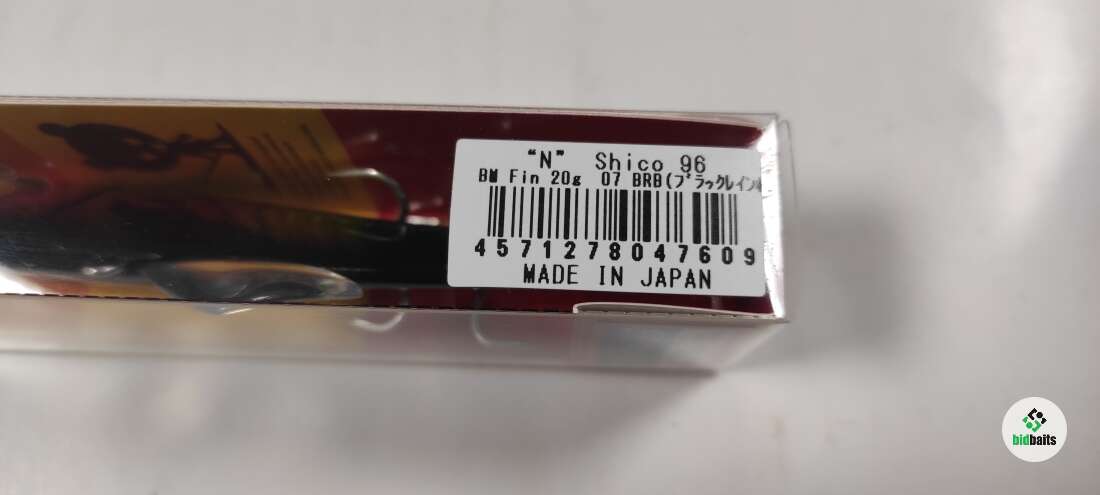 “N” Shico 96
BM Fin 20g 07 BRB(ブラックレイン
4571278047609
MADE IN JAPAN
bidbaits